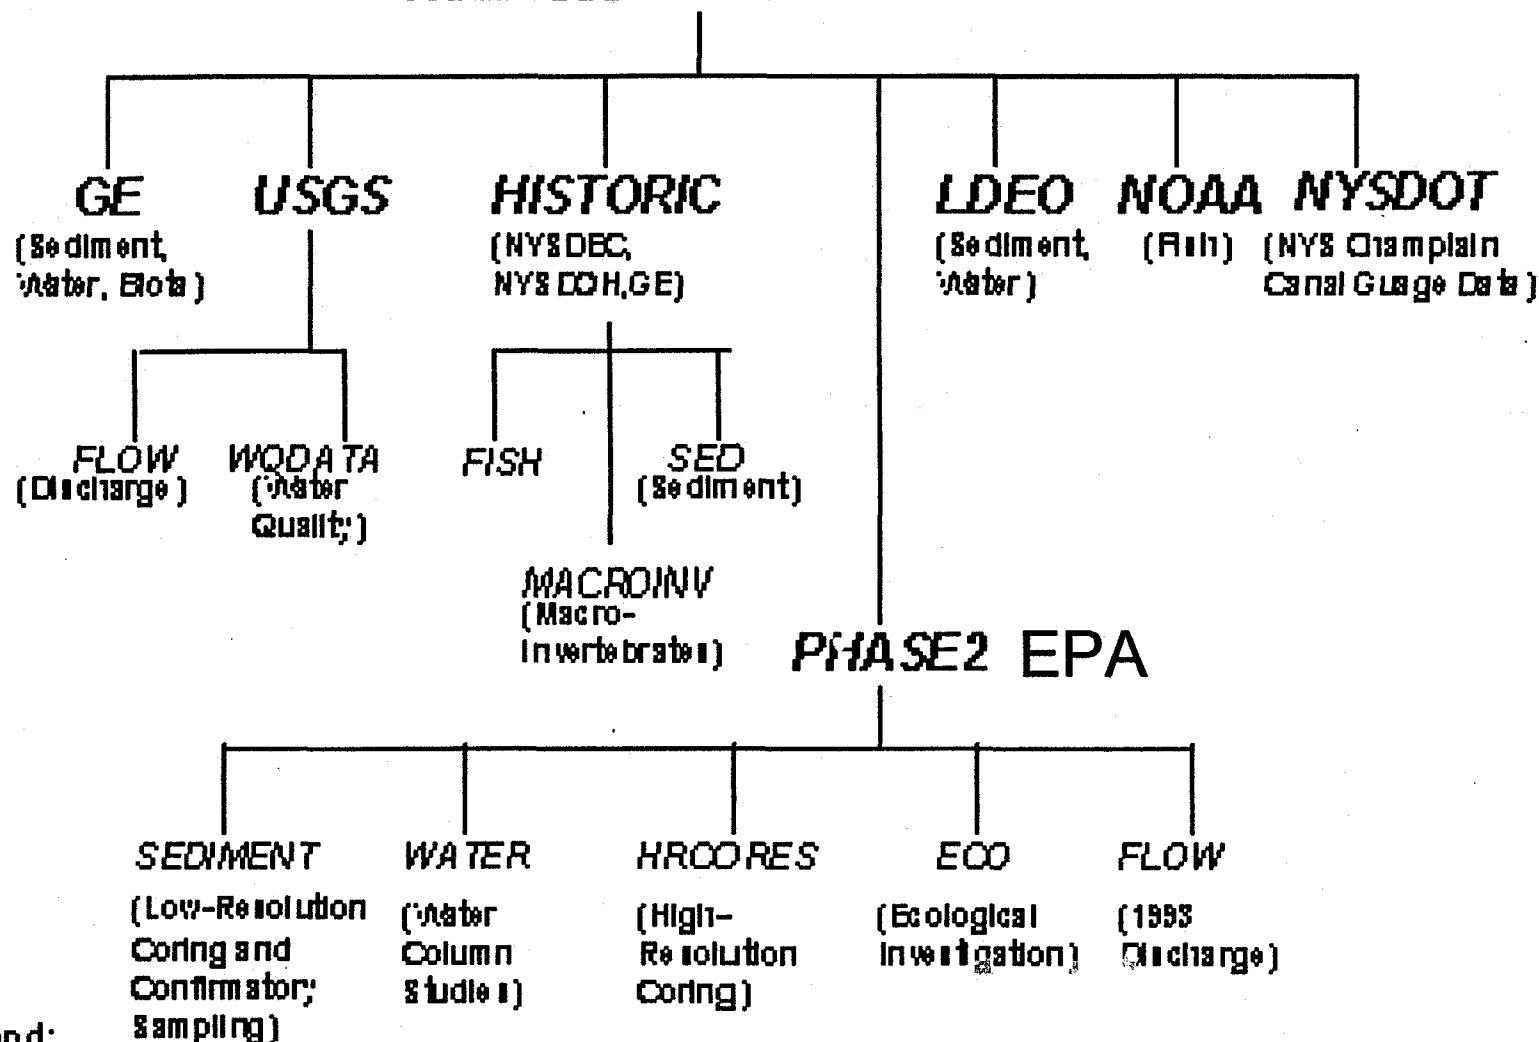 GE USGS HISTORIC LDEO NOAA NYSDOT
(Sediment, (NYSDEC, (Sediment, (Fish) (NYS Champlain
Water, Biota) NYSDOH,GE) Water) Canal Guage Data)
FLOW WQDATA FISH SED
(Discharge) (Water (Sediment)
Quality)
MACROINV
(Macro-
Invertebrates)
PHASE2 EPA
SEDIMENT WATER HRCORES ECO FLOW
(Low-Resolution (Water (High- (Ecological (1993
Coring and Column Resolution Investigation) Discharge)
Confirmatory Studies) Coring)
Sampling)